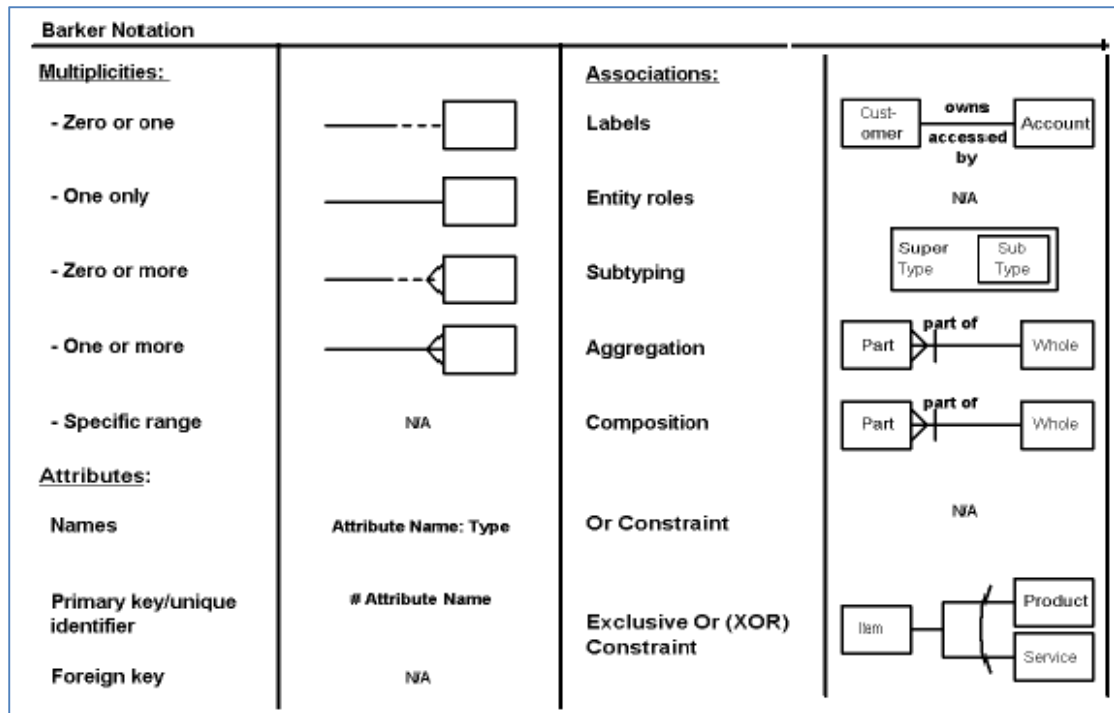 Barker Notation
Multiplicities:
- Zero or one
- One only
- Zero or more
- One or more
- Specific range
N/A
Attributes:
Names
Attribute Name: Type
Primary key/unique
identifier
# Attribute Name
Foreign key
N/A
Associations:
Labels
Cust-
omer
owns
accessed
by
Account
Entity roles
N/A
Subtyping
Super
Type
Sub
Type
Aggregation
Part
part of
Whole
Composition
Part
part of
Whole
Or Constraint
N/A
Exclusive Or (XOR)
Constraint
Item
Product
Service